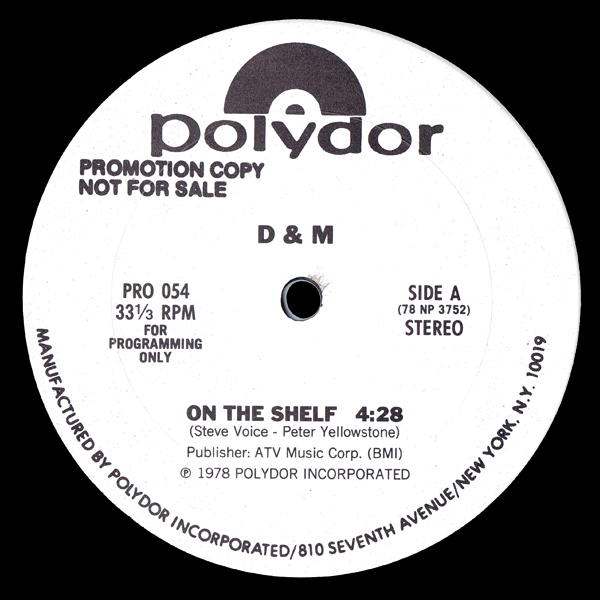 polydor
PROMOTION COPY
NOT FOR SALE
D & M
PRO 054
33⅓ RPM
FOR
PROGRAMMING
ONLY
SIDE A
(78 NP 3752)
STEREO
ON THE SHELF 4:28
(Steve Voice - Peter Yellowstone)
Publisher: ATV Music Corp. (BMI)
℗ 1978 POLYDOR INCORPORATED
MANUFACTURED BY POLYDOR INCORPORATED/810 SEVENTH AVENUE/NEW YORK, N.Y. 10019